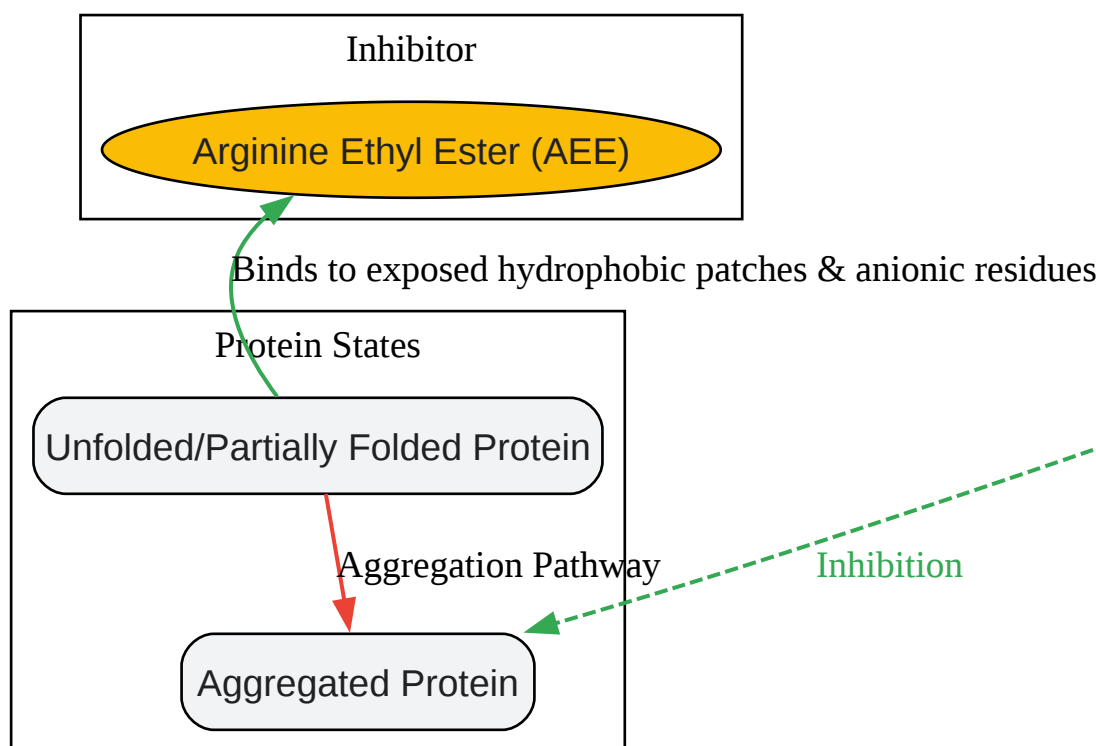 Inhibitor
Arginine Ethyl Ester (AEE)
Binds to exposed hydrophobic patches & anionic residues
Protein States
Unfolded/Partially Folded Protein
Aggregation Pathway
Inhibition
Aggregated Protein